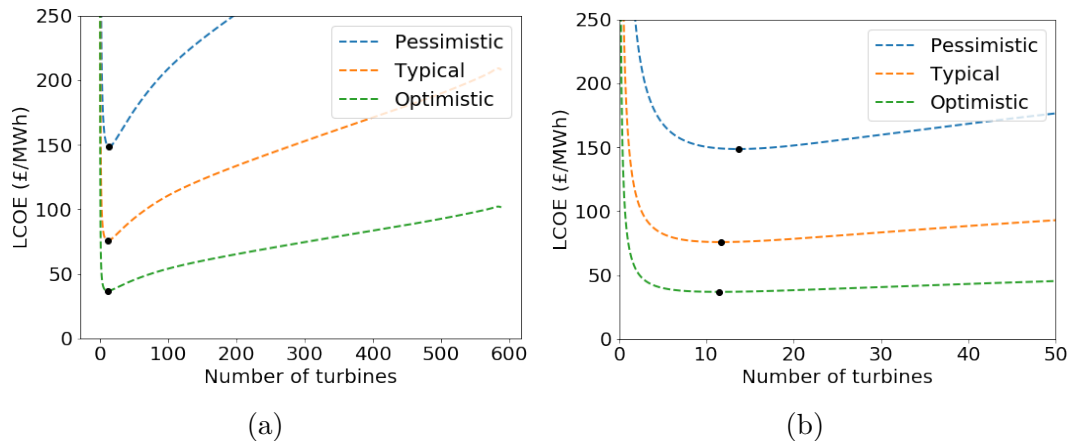 250
200
150
100
50
0
LCOE (£/MWh)
Pessimistic
Typical
Optimistic
0 100 200 300 400 500 600
Number of turbines
(a)
250
200
150
100
50
0
LCOE (£/MWh)
Pessimistic
Typical
Optimistic
0 10 20 30 40 50
Number of turbines
(b)